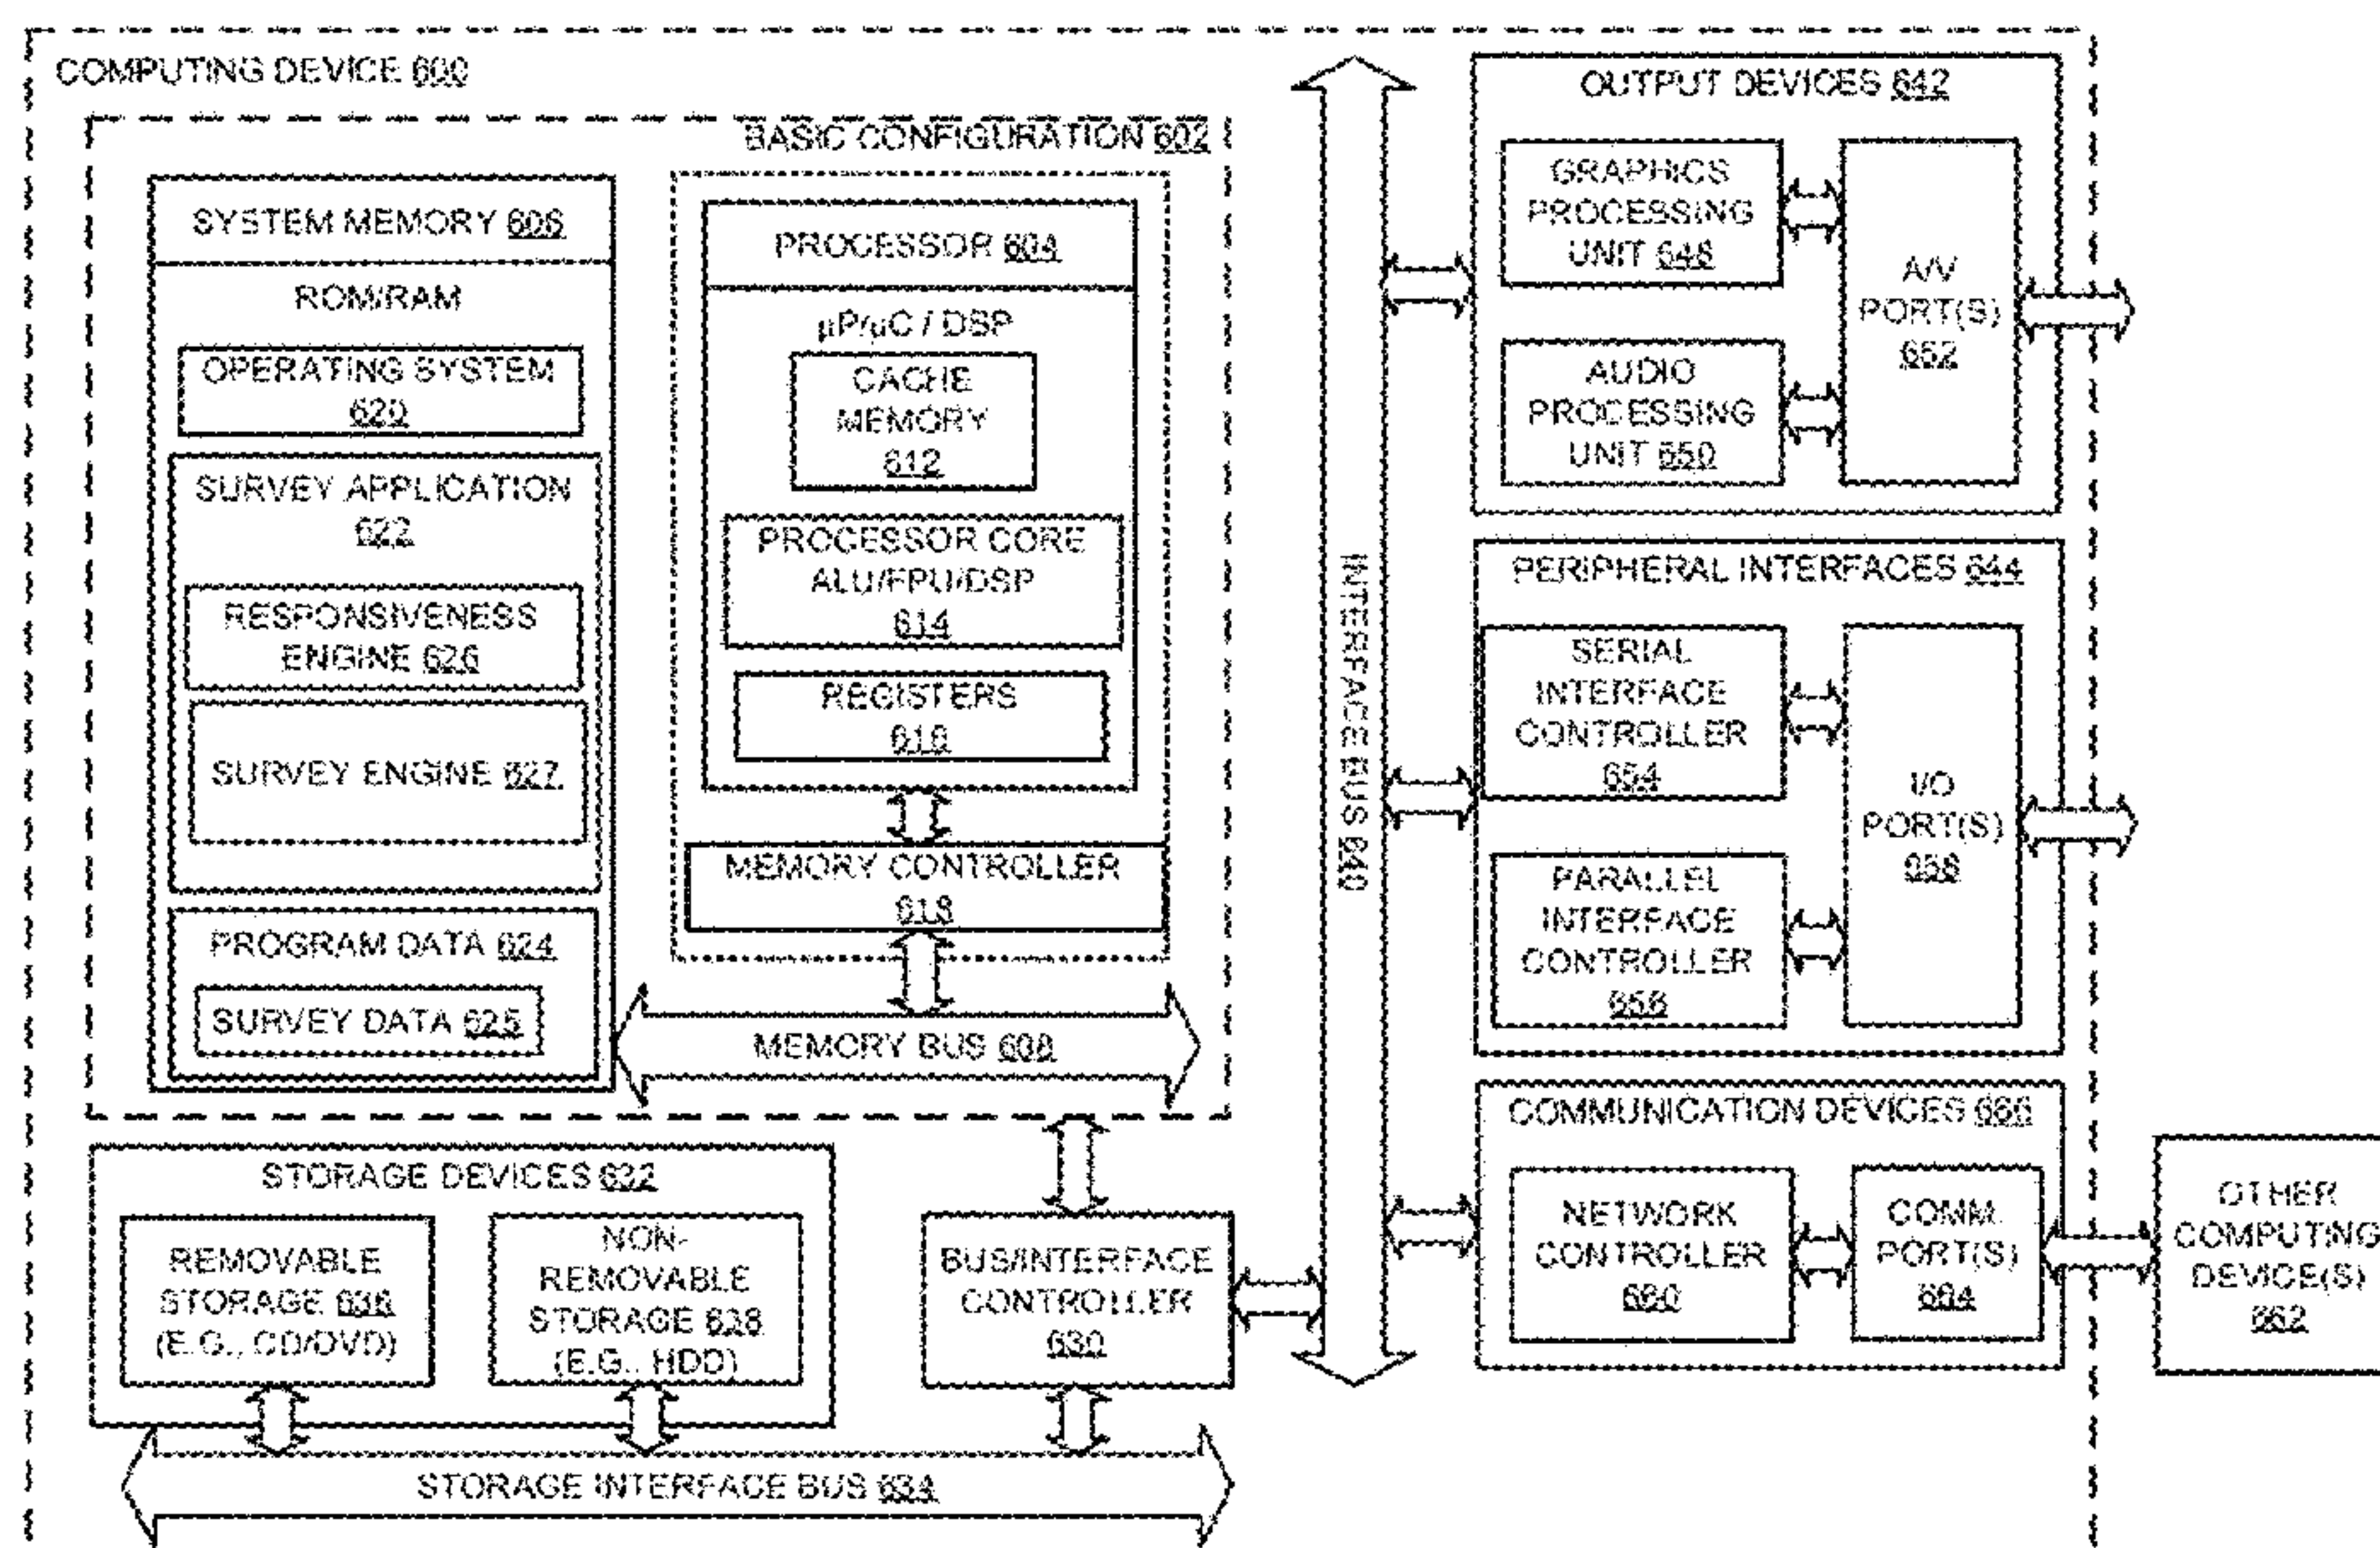 COMPUTING DEVICE 600
BASIC CONFIGURATION 602
SYSTEM MEMORY 606
ROM/RAM
OPERATING SYSTEM
620
SURVEY APPLICATION
622
RESPONSIVENESS
ENGINE 626
SURVEY ENGINE 627
PROGRAM DATA 624
SURVEY DATA 625
PROCESSOR 604
µP/µC / DSP
CACHE
MEMORY
612
PROCESSOR CORE
ALU/FPU/DSP
614
REGISTERS
616
MEMORY CONTROLLER
618
MEMORY BUS 608
STORAGE DEVICES 632
REMOVABLE
STORAGE 636
(E.G., CD/DVD)
NON-
REMOVABLE
STORAGE 638
(E.G., HDD)
BUS/INTERFACE
CONTROLLER
630
STORAGE INTERFACE BUS 634
INTERFACE BUS 640
OUTPUT DEVICES 642
GRAPHICS
PROCESSING
UNIT 648
AUDIO
PROCESSING
UNIT 650
A/V
PORT(S)
652
PERIPHERAL INTERFACES 644
SERIAL
INTERFACE
CONTROLLER
654
PARALLEL
INTERFACE
CONTROLLER
I/O
PORT(S)
COMMUNICATION DEVICES 666
NETWORK
CONTROLLER
660
COMM.
PORT(S)
664
OTHER
COMPUTING
DEVICE(S)
662